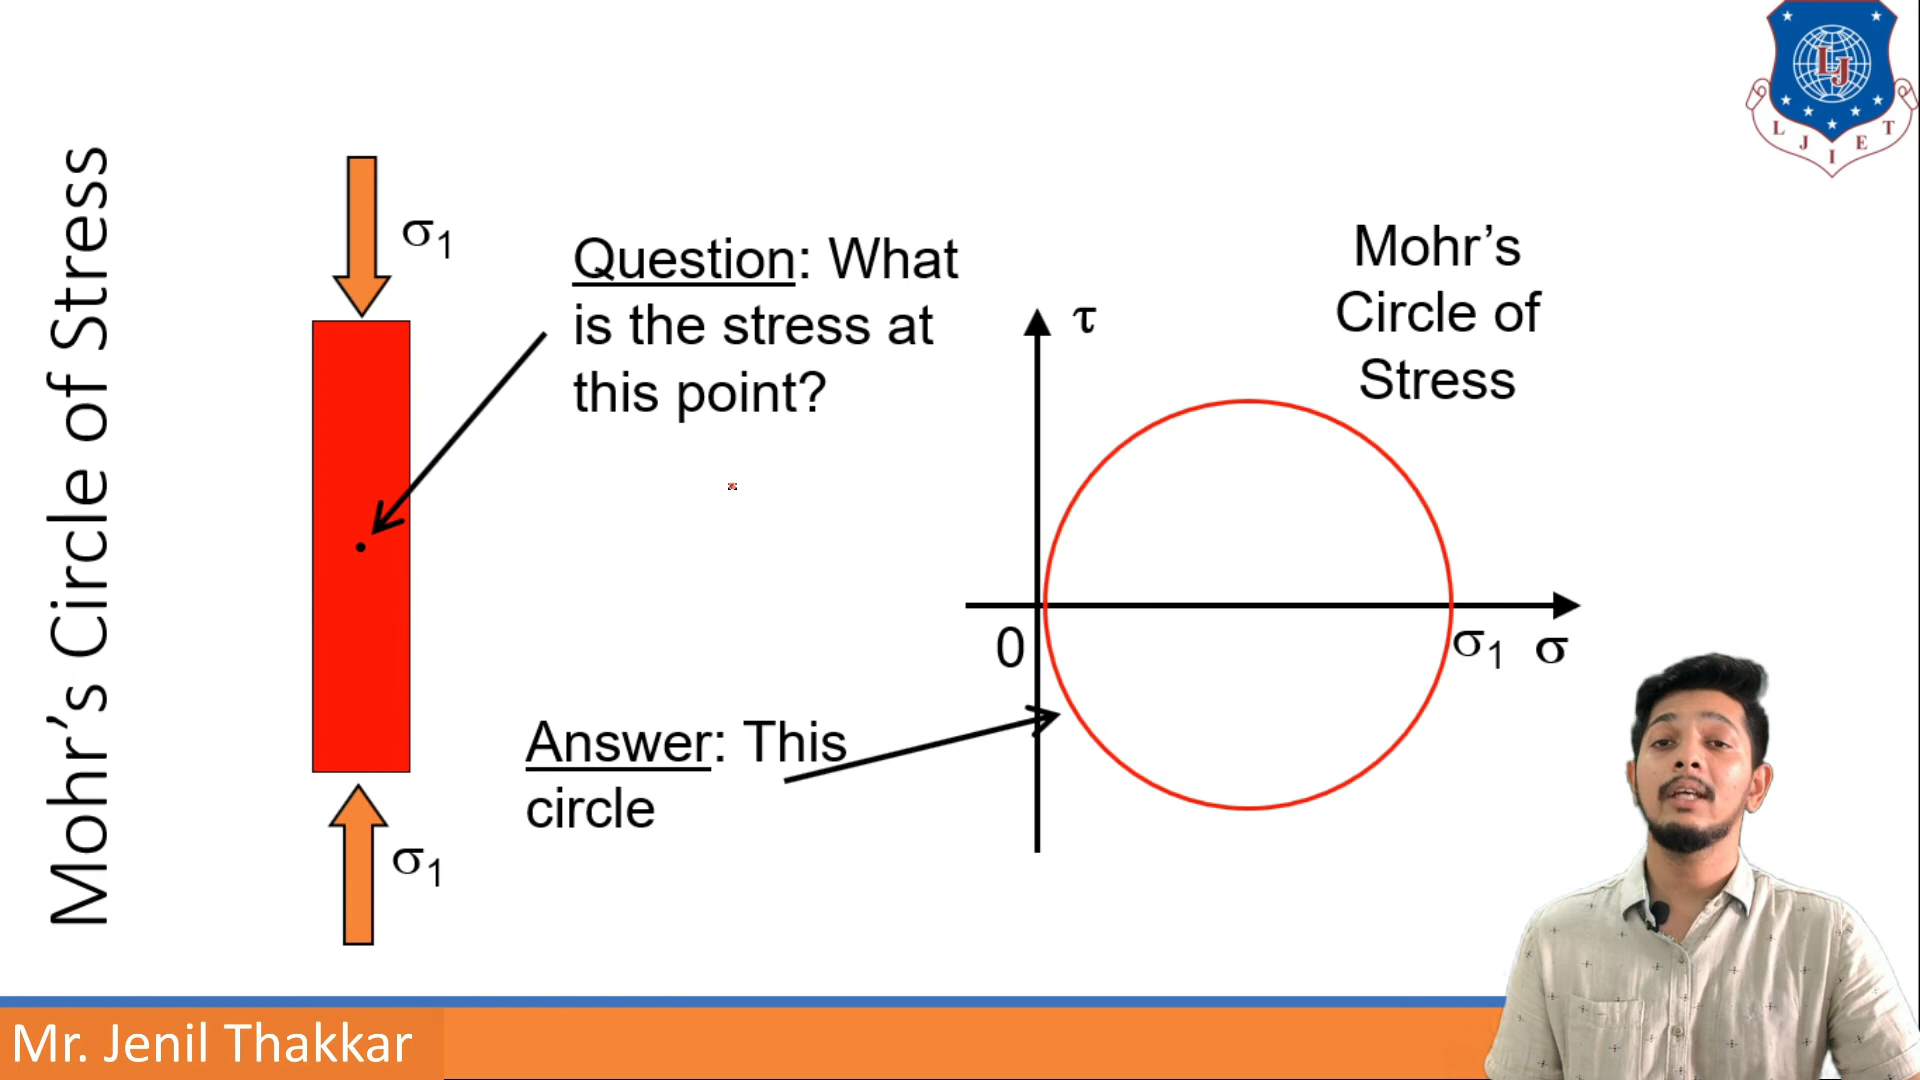 Mohr’s Circle of Stress
σ1
Question: What
is the stress at
this point?
Answer: This
circle
σ1
τ
0
σ1 σ
Mohr’s
Circle of
Stress
LJ
L J I E T
Mr. Jenil Thakkar